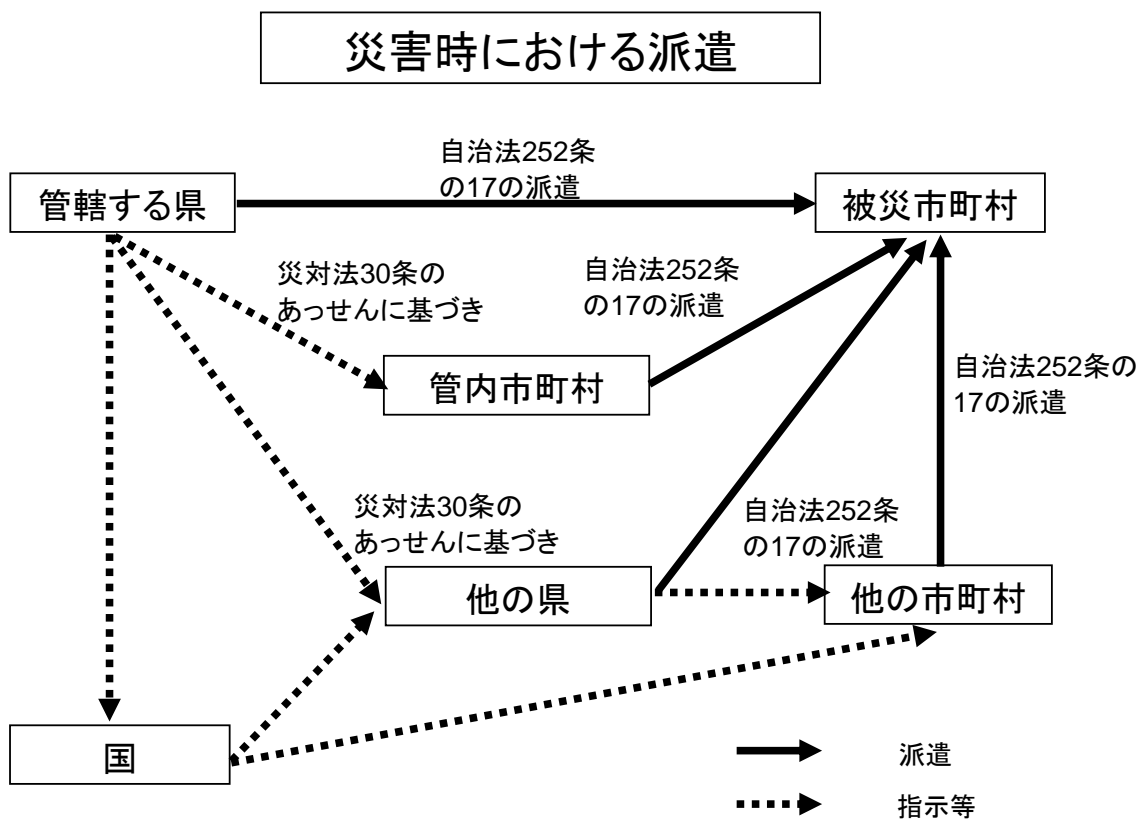 災害時における派遣
自治法252条
の17の派遣
管轄する県
被災市町村
災対法30条の
あっせんに基づき
自治法252条
の17の派遣
管内市町村
自治法252条の
17の派遣
災対法30条の
あっせんに基づき
自治法252条
の17の派遣
他の県
他の市町村
国
派遣
指示等